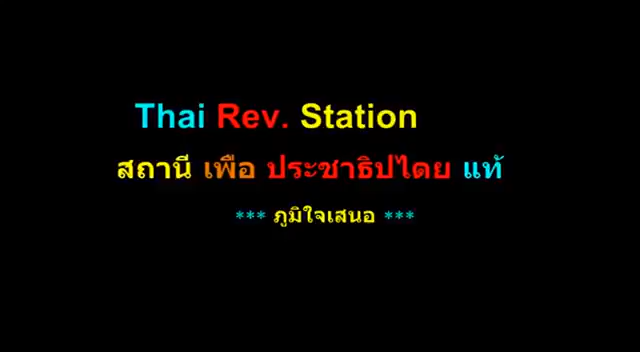 Thai Rev. Station
สถานี เพือ ประชาธิปไตย แท้
*** ภูมิใจเสนอ ***